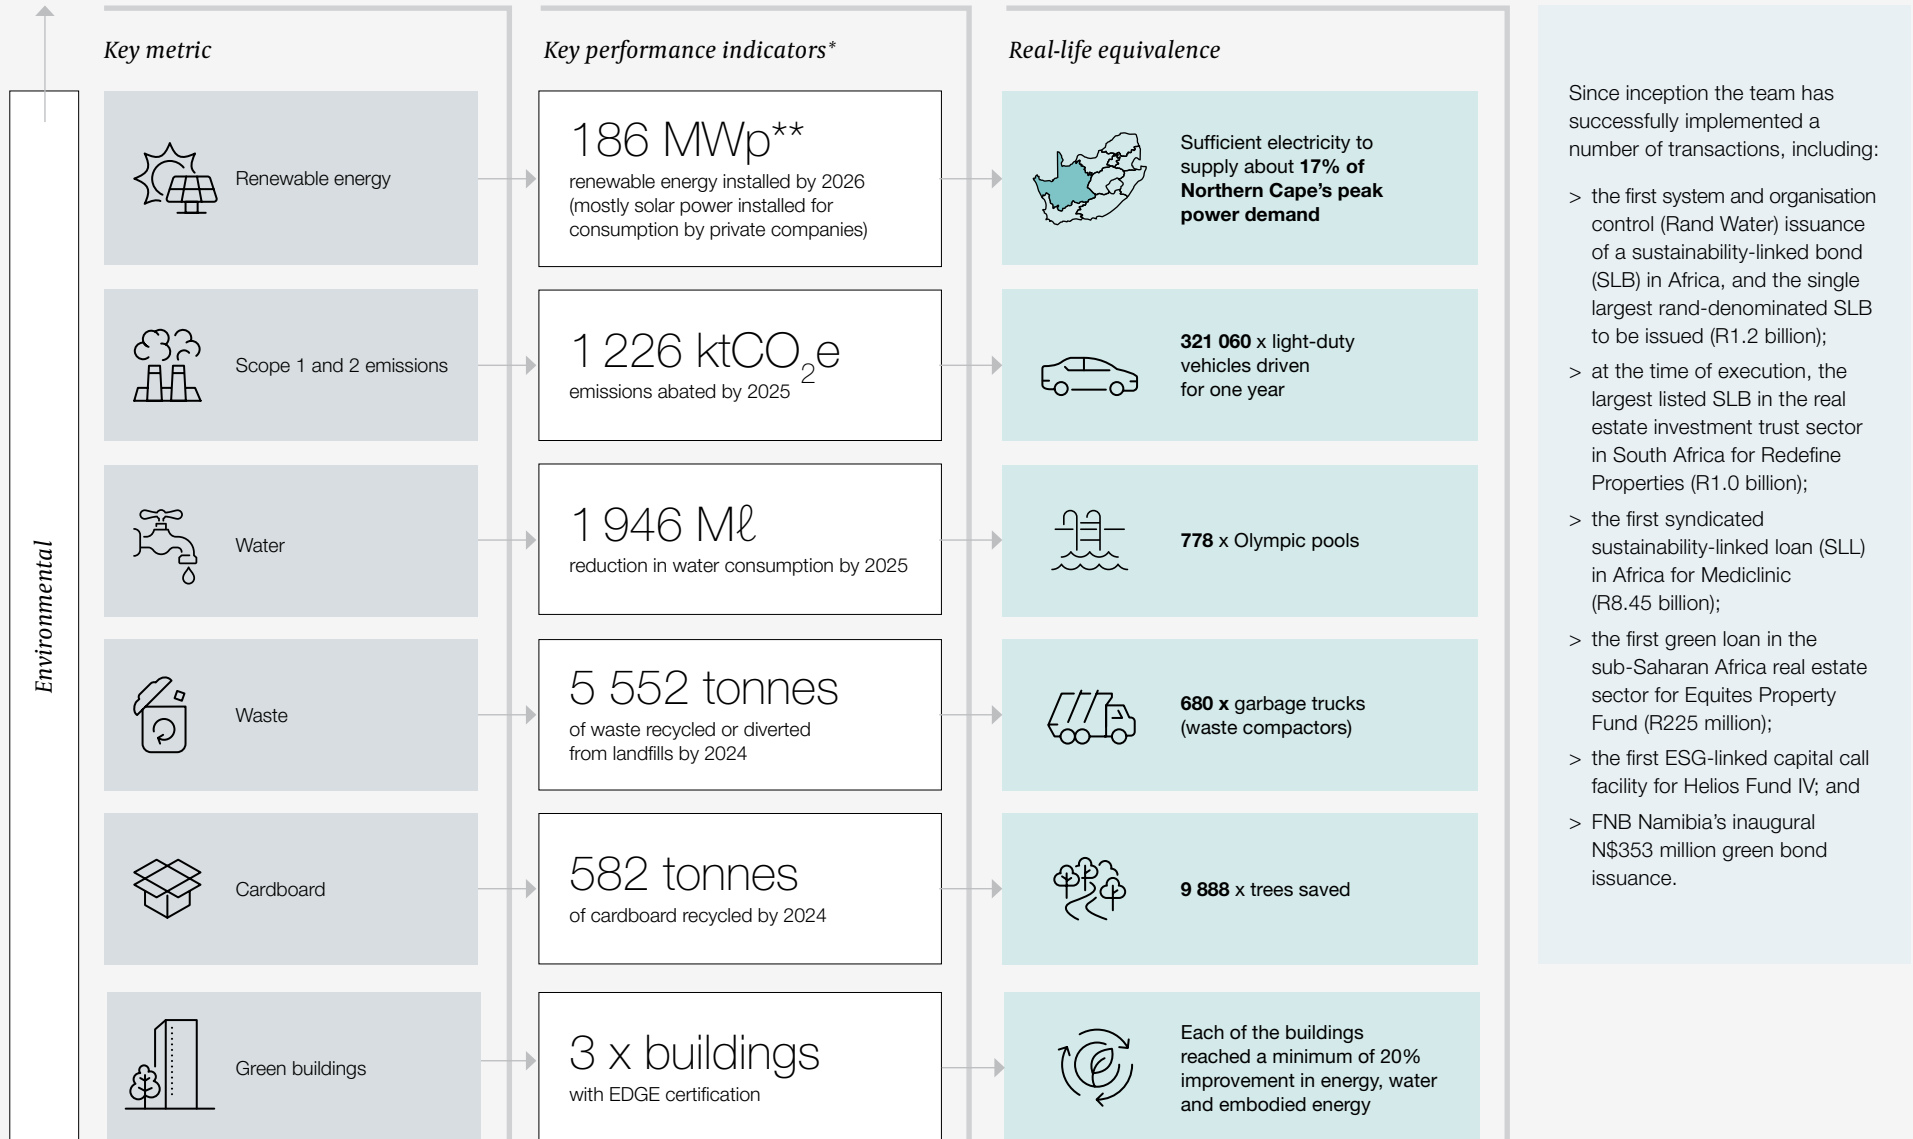 Key metric
Key performance indicators*
Real-life equivalence
Environmental
Renewable energy
186 MWp**
renewable energy installed by 2026
(mostly solar power installed for
consumption by private companies)
Sufficient electricity to
supply about 17% of
Northern Cape's peak
power demand
Scope 1 and 2 emissions
1 226 ktCO₂e
emissions abated by 2025
321 060 x light-duty
vehicles driven
for one year
Water
1 946 Mℓ
reduction in water consumption by 2025
778 x Olympic pools
Waste
5 552 tonnes
of waste recycled or diverted
from landfills by 2024
680 x garbage trucks
(waste compactors)
Cardboard
582 tonnes
of cardboard recycled by 2024
9 888 x trees saved
Green buildings
3 x buildings
with EDGE certification
Each of the buildings
reached a minimum of 20%
improvement in energy, water
and embodied energy
Since inception the team has
successfully implemented a
number of transactions, including:
> the first system and organisation
control (Rand Water) issuance
of a sustainability-linked bond
(SLB) in Africa, and the single
largest rand-denominated SLB
to be issued (R1.2 billion);
> at the time of execution, the
largest listed SLB in the real
estate investment trust sector
in South Africa for Redefine
Properties (R1.0 billion);
> the first syndicated
sustainability-linked loan (SLL)
in Africa for Mediclinic
(R8.45 billion);
> the first green loan in the
sub-Saharan Africa real estate
sector for Equites Property
Fund (R225 million);
> the first ESG-linked capital call
facility for Helios Fund IV; and
> FNB Namibia's inaugural
N$353 million green bond
issuance.